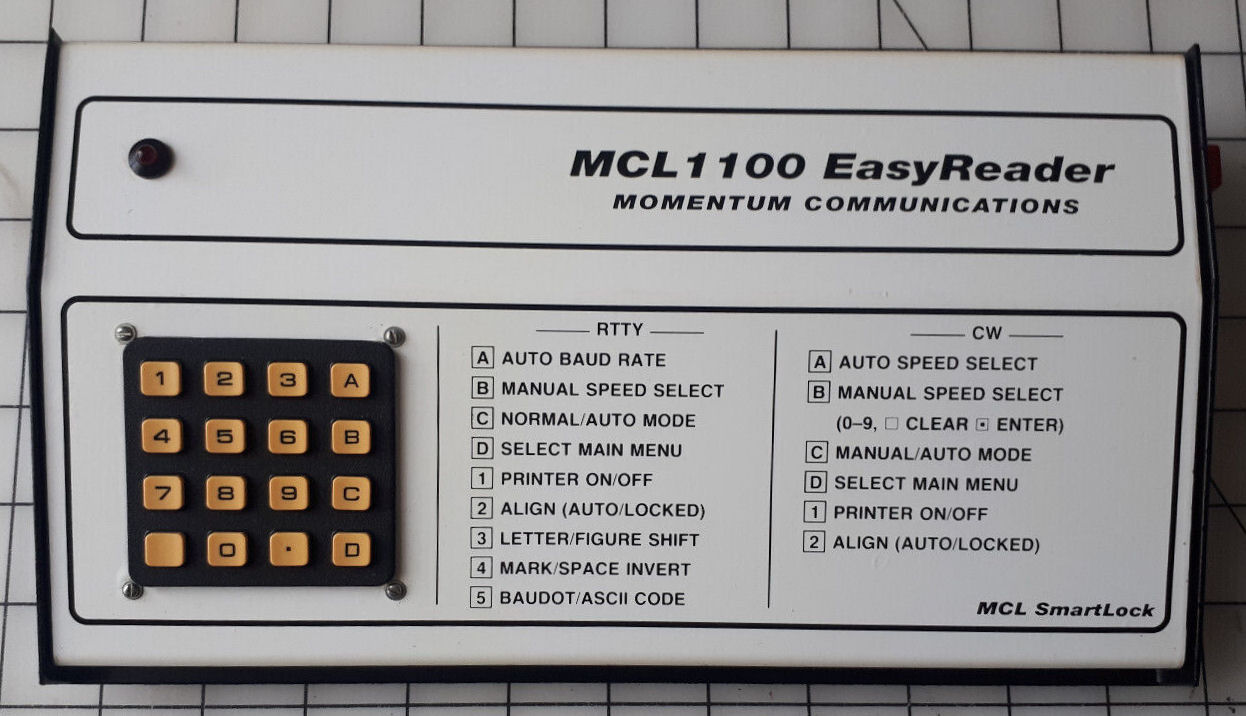 MCL1100 EasyReader
MOMENTUM COMMUNICATIONS
1 2 3 A
4 5 6 B
7 8 9 C
0 · D
RTTY
A AUTO BAUD RATE
B MANUAL SPEED SELECT
C NORMAL/AUTO MODE
D SELECT MAIN MENU
1 PRINTER ON/OFF
2 ALIGN (AUTO/LOCKED)
3 LETTER/FIGURE SHIFT
4 MARK/SPACE INVERT
5 BAUDOT/ASCII CODE
CW
A AUTO SPEED SELECT
B MANUAL SPEED SELECT
(0–9, □ CLEAR ⊡ ENTER)
C MANUAL/AUTO MODE
D SELECT MAIN MENU
1 PRINTER ON/OFF
2 ALIGN (AUTO/LOCKED)
MCL SmartLock